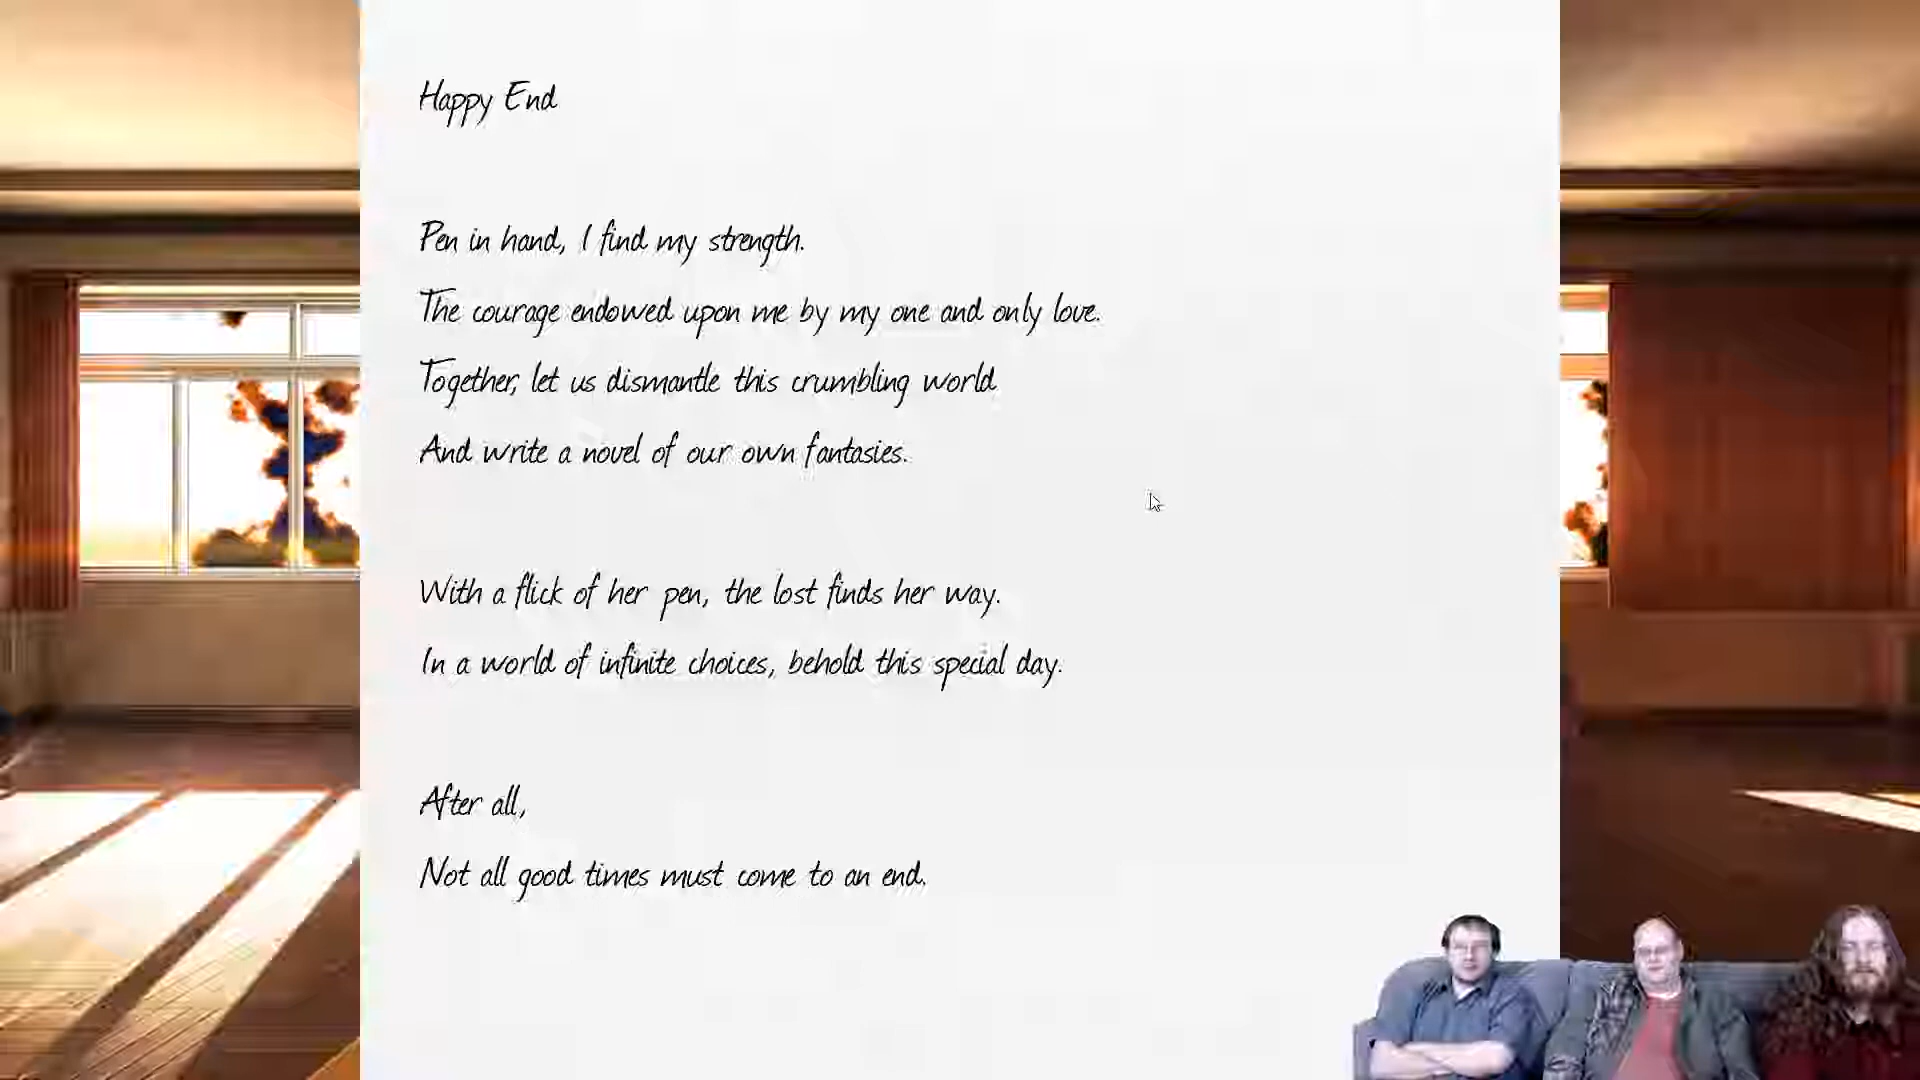 Happy End
Pen in hand, I find my strength.
The courage endowed upon me by my one and only love.
Together, let us dismantle this crumbling world
And write a novel of our own fantasies.
With a flick of her pen, the lost finds her way.
In a world of infinite choices, behold this special day.
After all,
Not all good times must come to an end.